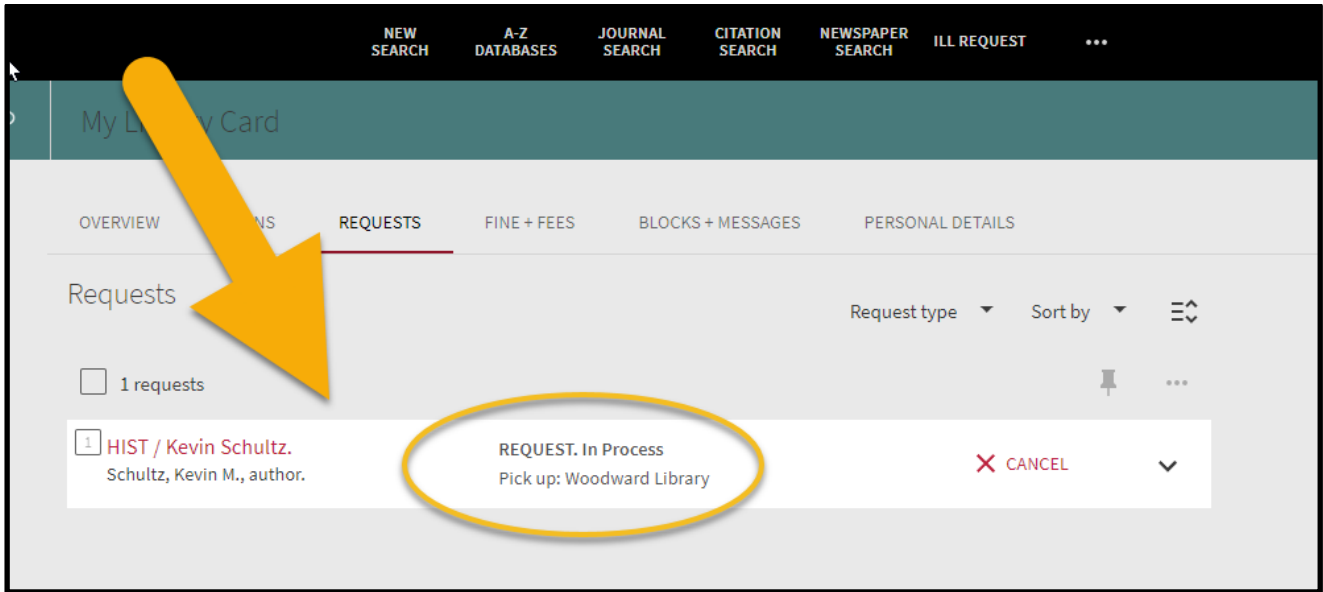 NEW SEARCH
A-Z DATABASES
JOURNAL SEARCH
CITATION SEARCH
NEWSPAPER SEARCH
ILL REQUEST
•••
My Card
OVERVIEW
REQUESTS
FINE + FEES
BLOCKS + MESSAGES
PERSONAL DETAILS
Requests
Request type
Sort by
1 requests
1
HIST / Kevin Schultz.
Schultz, Kevin M., author.
REQUEST. In Process
Pick up: Woodward Library
CANCEL